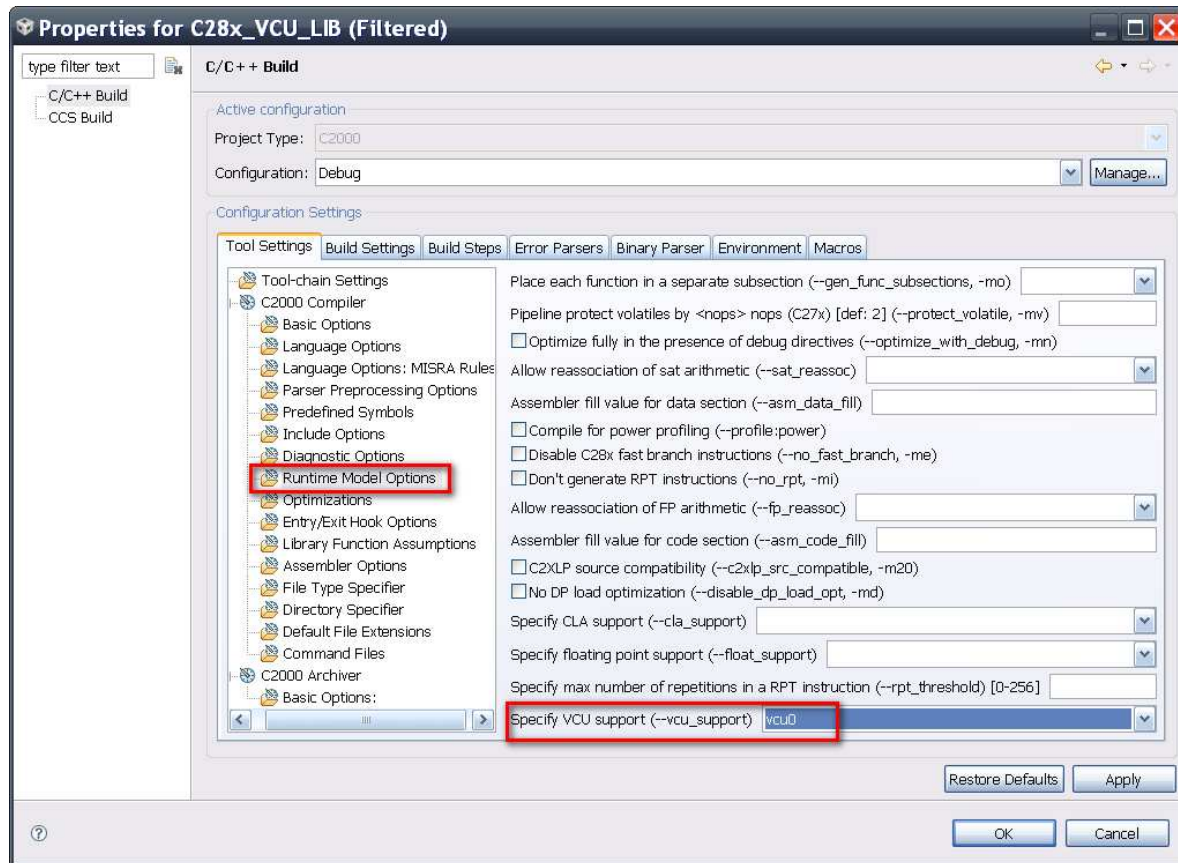 Properties for C28x_VCU_LIB (Filtered)
type filter text
C/C++ Build
CCS Build
C/C++ Build
Active configuration
Project Type: C2000
Configuration: Debug
Manage...
Configuration Settings
Tool Settings Build Settings Build Steps Error Parsers Binary Parser Environment Macros
Tool-chain Settings
C2000 Compiler
Basic Options
Language Options
Language Options: MISRA Rules
Parser Preprocessing Options
Predefined Symbols
Include Options
Diagnostic Options
Runtime Model Options
Optimizations
Entry/Exit Hook Options
Library Function Assumptions
Assembler Options
File Type Specifier
Directory Specifier
Default File Extensions
Command Files
C2000 Archiver
Basic Options:
Place each function in a separate subsection (--gen_func_subsections, -mo)
Pipeline protect volatiles by <nops> nops (C27x) [def: 2] (--protect_volatile, -mv)
Optimize fully in the presence of debug directives (--optimize_with_debug, -mn)
Allow reassociation of sat arithmetic (--sat_reassoc)
Assembler fill value for data section (--asm_data_fill)
Compile for power profiling (--profile:power)
Disable C28x fast branch instructions (--no_fast_branch, -me)
Don't generate RPT instructions (--no_rpt, -mi)
Allow reassociation of FP arithmetic (--fp_reassoc)
Assembler fill value for code section (--asm_code_fill)
C2XLP source compatibility (--c2xlp_src_compatible, -m20)
No DP load optimization (--disable_dp_load_opt, -md)
Specify CLA support (--cla_support)
Specify floating point support (--float_support)
Specify max number of repetitions in a RPT instruction (--rpt_threshold) [0-256]
Specify VCU support (--vcu_support) vcu0
Restore Defaults Apply
? OK Cancel